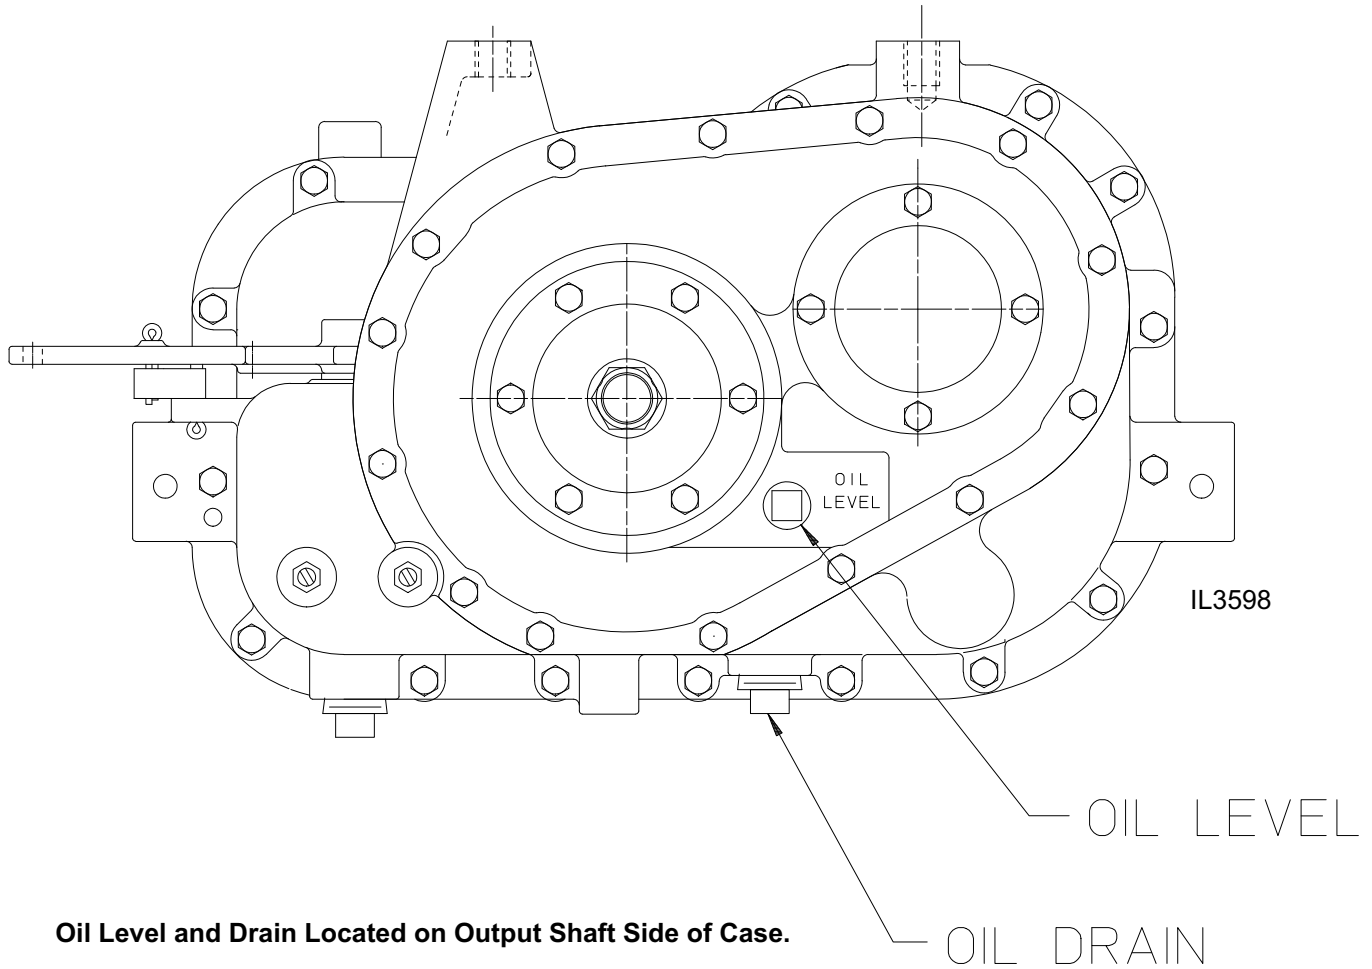 OIL
LEVEL
IL3598
OIL LEVEL
Oil Level and Drain Located on Output Shaft Side of Case.
OIL DRAIN